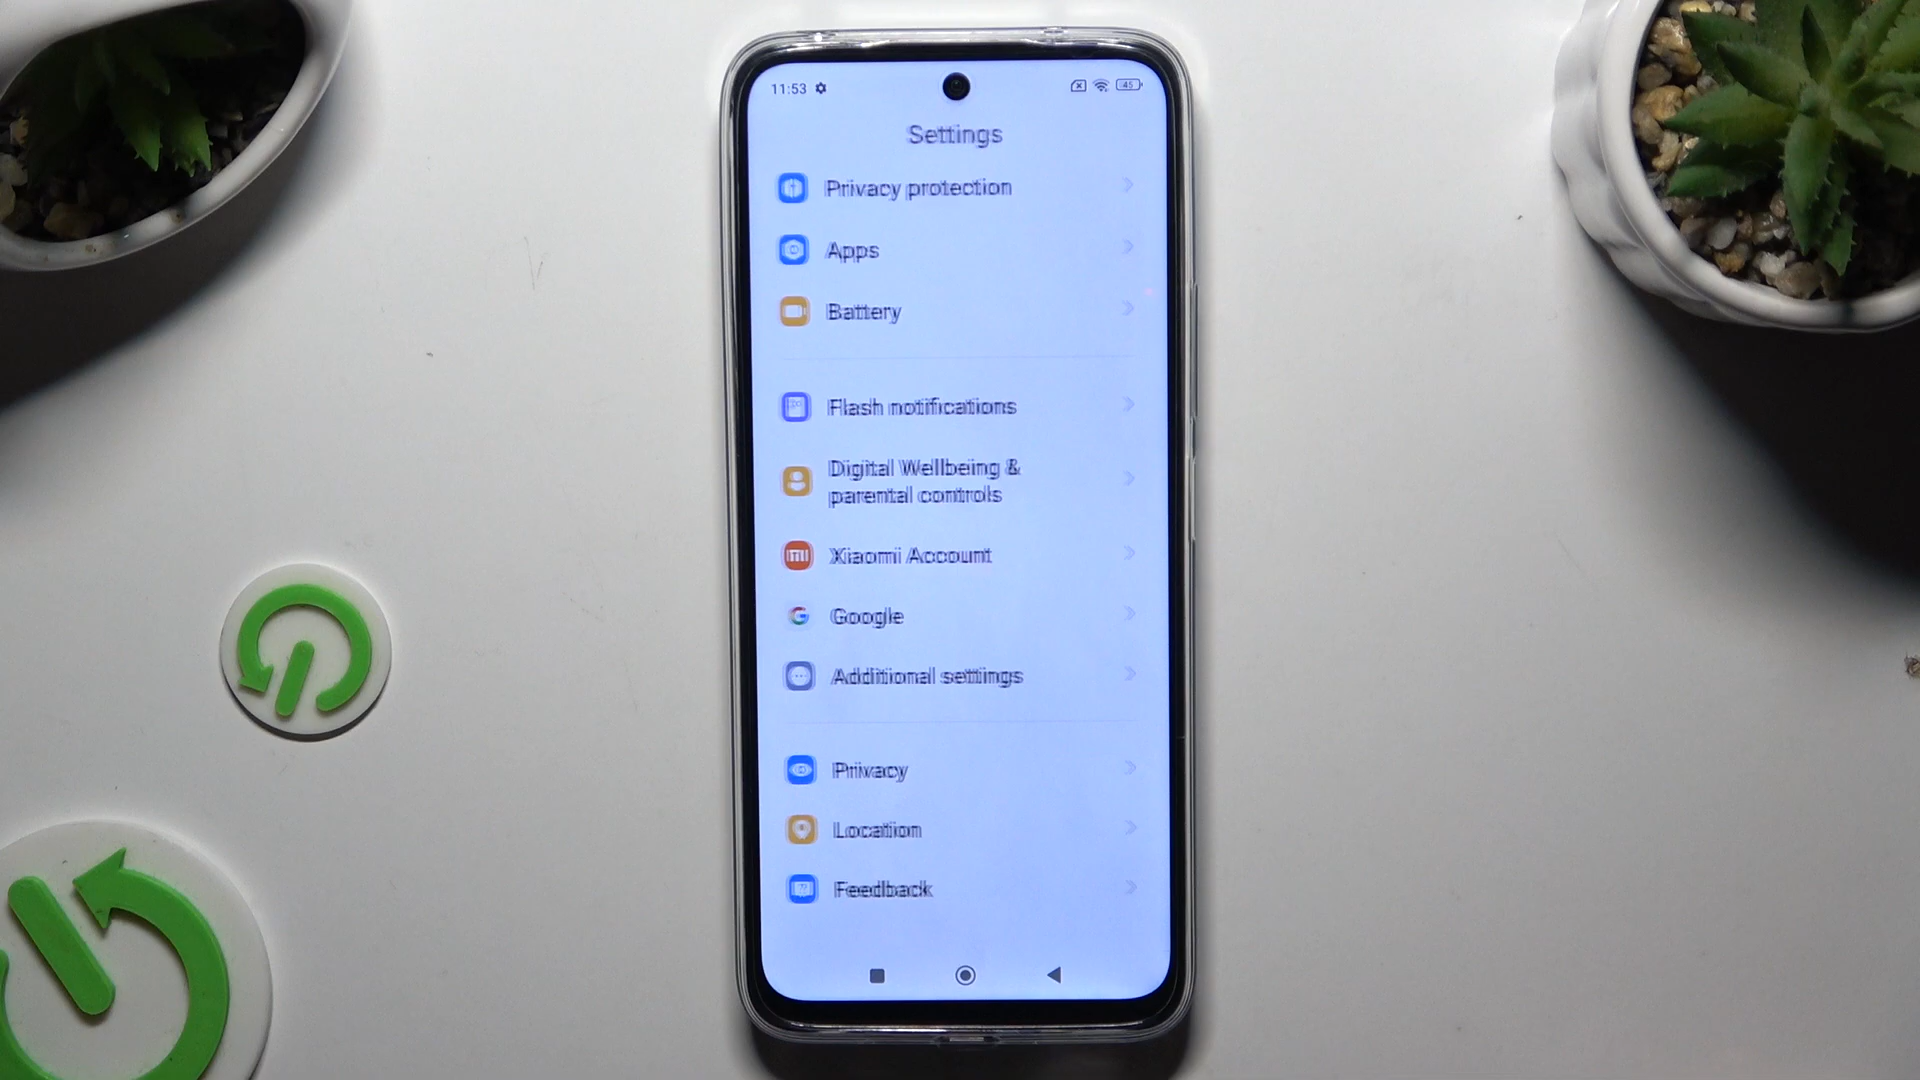 11:53
45
Settings
Privacy protection
Apps
Battery
Flash notifications
Digital Wellbeing &
parental controls
Xiaomi Account
Google
Additional settings
Privacy
Location
Feedback